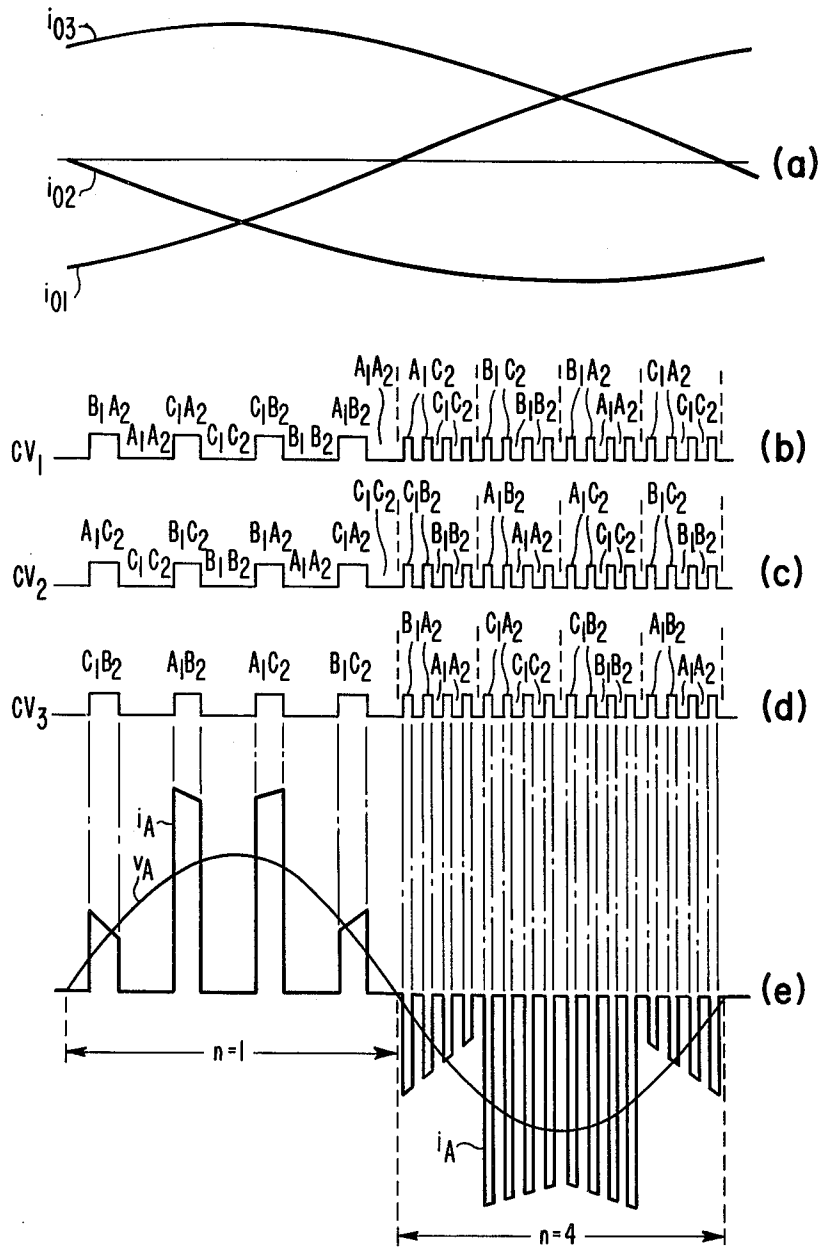 i03
i02
i01
(a)
A1A2 A1C2 B1C2 B1A2 C1A2
B1A2 C1A2 C1B2 A1B2 C1C2 B1B2 A1A2 C1C2
A1A2 C1C2 B1B2
CV1 (b)
C1C2 C1B2 A1B2 A1C2 B1C2
A1C2 B1C2 B1A2 C1A2 B1B2 A1A2 C1C2 B1B2
C1C2 B1B2 A1A2
CV2 (c)
B1A2 C1A2 C1B2 A1B2
C1B2 A1B2 A1C2 B1C2 A1A2 C1C2 B1B2 A1A2
CV3 (d)
iA
vA
(e)
n=1
iA
n=4